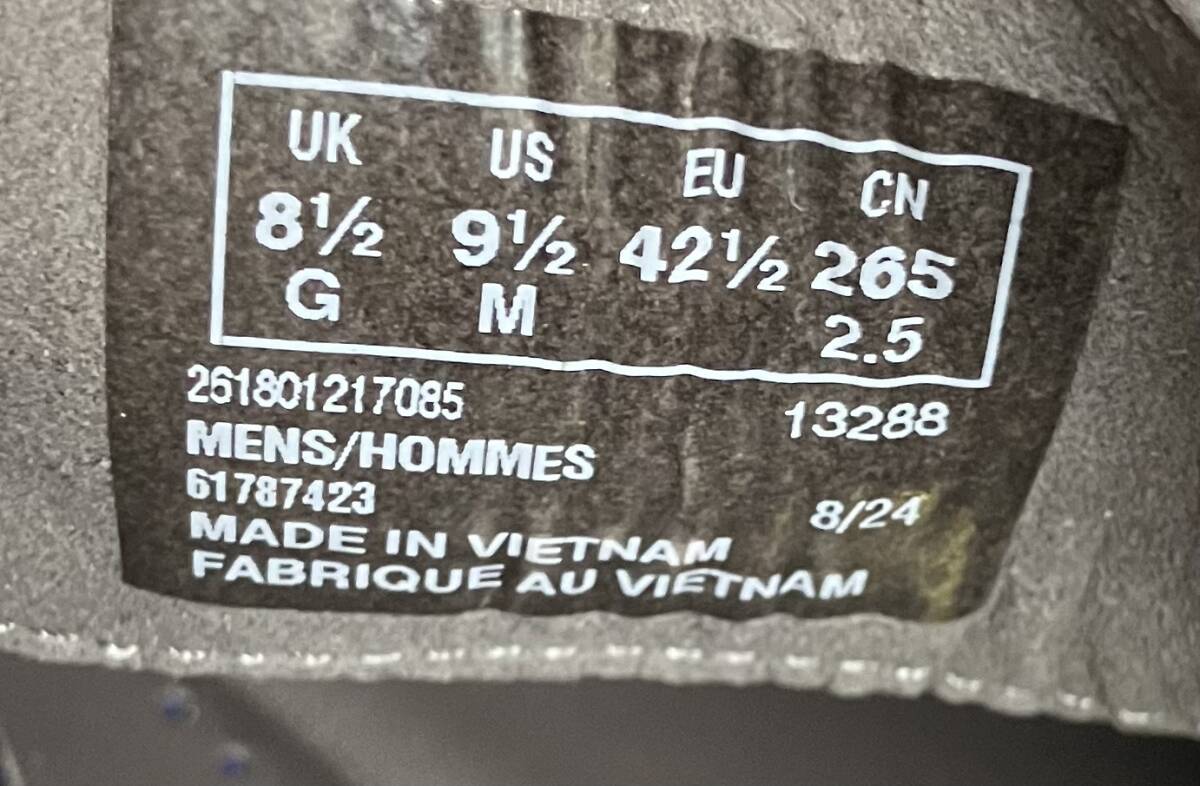 UK US EU CN
8½ 9½ 42½ 265
G M 2.5
261801217085 13288
MENS/HOMMES
61787423 8/24
MADE IN VIETNAM
FABRIQUE AU VIETNAM